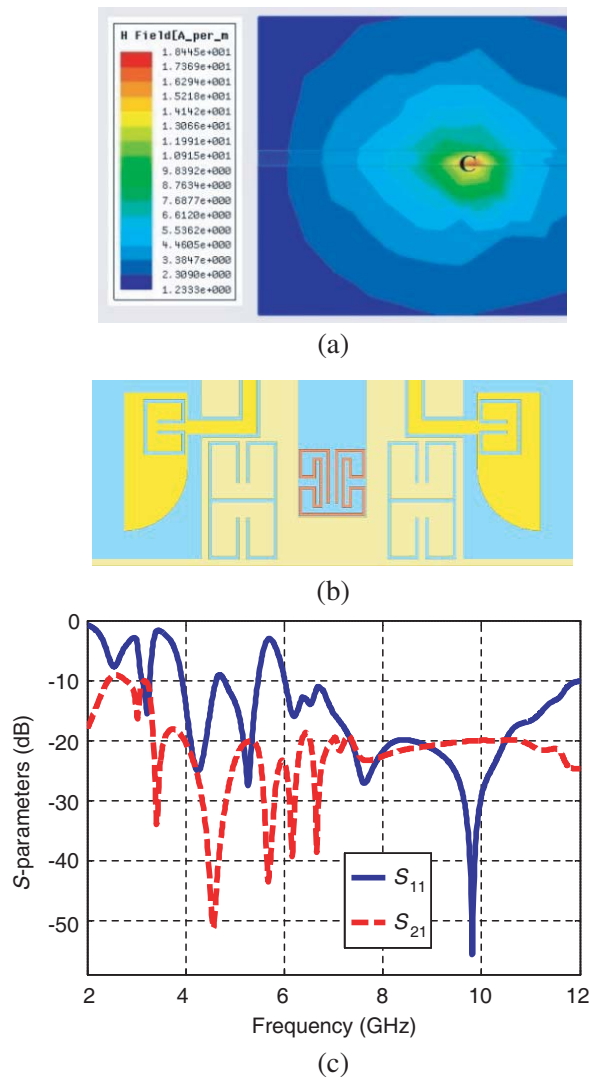 H Field[A_per_m
1.8445e+001
1.7369e+001
1.6294e+001
1.5218e+001
1.4142e+001
1.3066e+001
1.1991e+001
1.0915e+001
9.8392e+000
8.7634e+000
7.6877e+000
6.6120e+000
5.5362e+000
4.4605e+000
3.3847e+000
2.3090e+000
1.2333e+000
C
(a)
(b)
0
-10
-20
-30
-40
-50
S-parameters (dB)
S11
S21
2 4 6 8 10 12
Frequency (GHz)
(c)